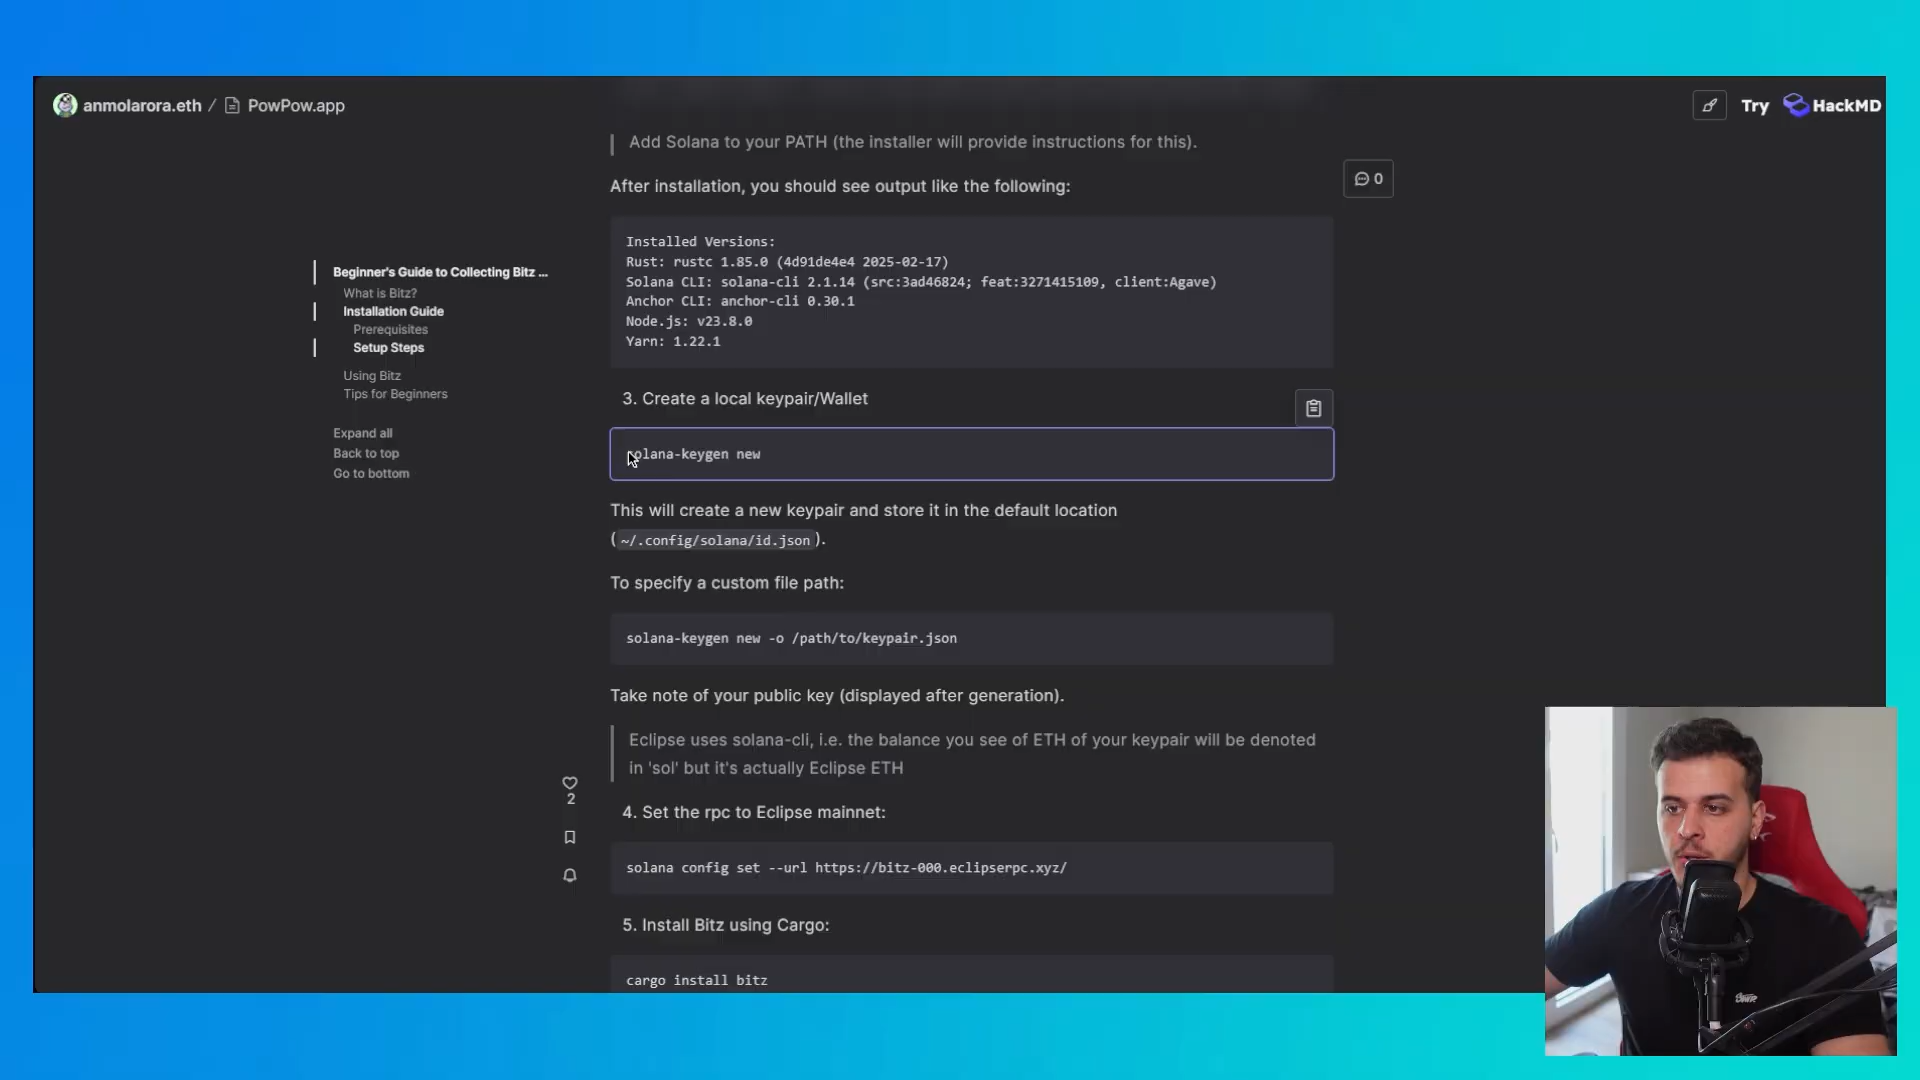 anmolarora.eth / PowPow.app
Try HackMD
Add Solana to your PATH (the installer will provide instructions for this).
After installation, you should see output like the following:
0
Installed Versions:
Rust: rustc 1.85.0 (4d91de4e4 2025-02-17)
Solana CLI: solana-cli 2.1.14 (src:3ad46824; feat:3271415109, client:Agave)
Anchor CLI: anchor-cli 0.30.1
Node.js: v23.8.0
Yarn: 1.22.1
Beginner's Guide to Collecting Bitz ...
What is Bitz?
Installation Guide
Prerequisites
Setup Steps
Using Bitz
Tips for Beginners
Expand all
Back to top
Go to bottom
3. Create a local keypair/Wallet
solana-keygen new
This will create a new keypair and store it in the default location
(~/.config/solana/id.json).
To specify a custom file path:
solana-keygen new -o /path/to/keypair.json
Take note of your public key (displayed after generation).
Eclipse uses solana-cli, i.e. the balance you see of ETH of your keypair will be denoted
in 'sol' but it's actually Eclipse ETH
2
4. Set the rpc to Eclipse mainnet:
solana config set --url https://bitz-000.eclipserpc.xyz/
5. Install Bitz using Cargo:
cargo install bitz